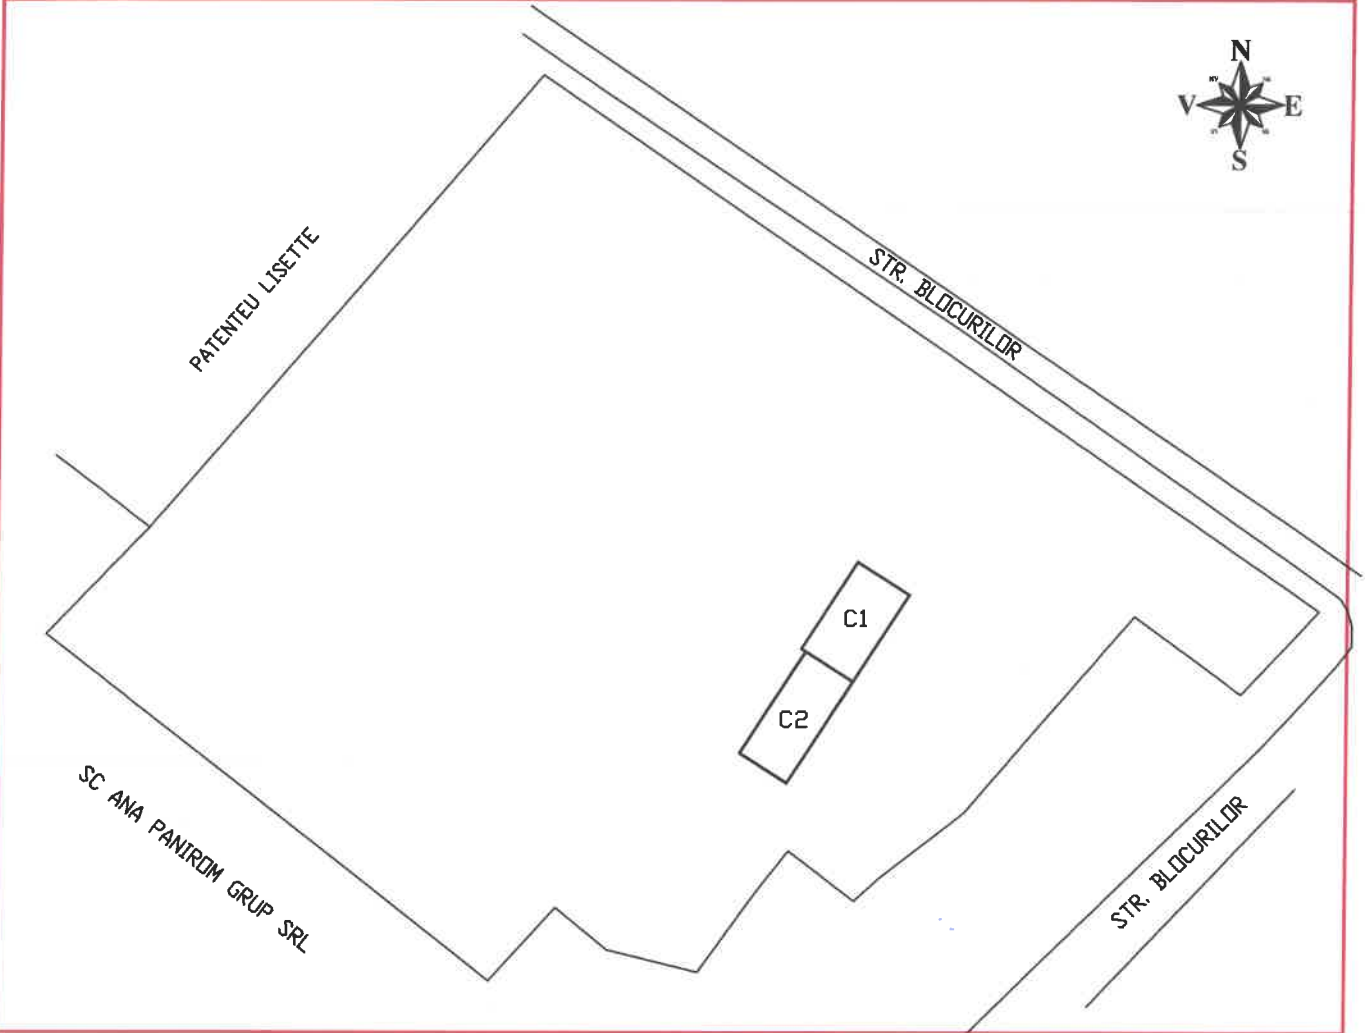 N
V E
S
STR. BLOCURILOR
PATENTEU LISETTE
C1
C2
SC ANA PANIROM GRUP SRL
STR. BLOCURILOR